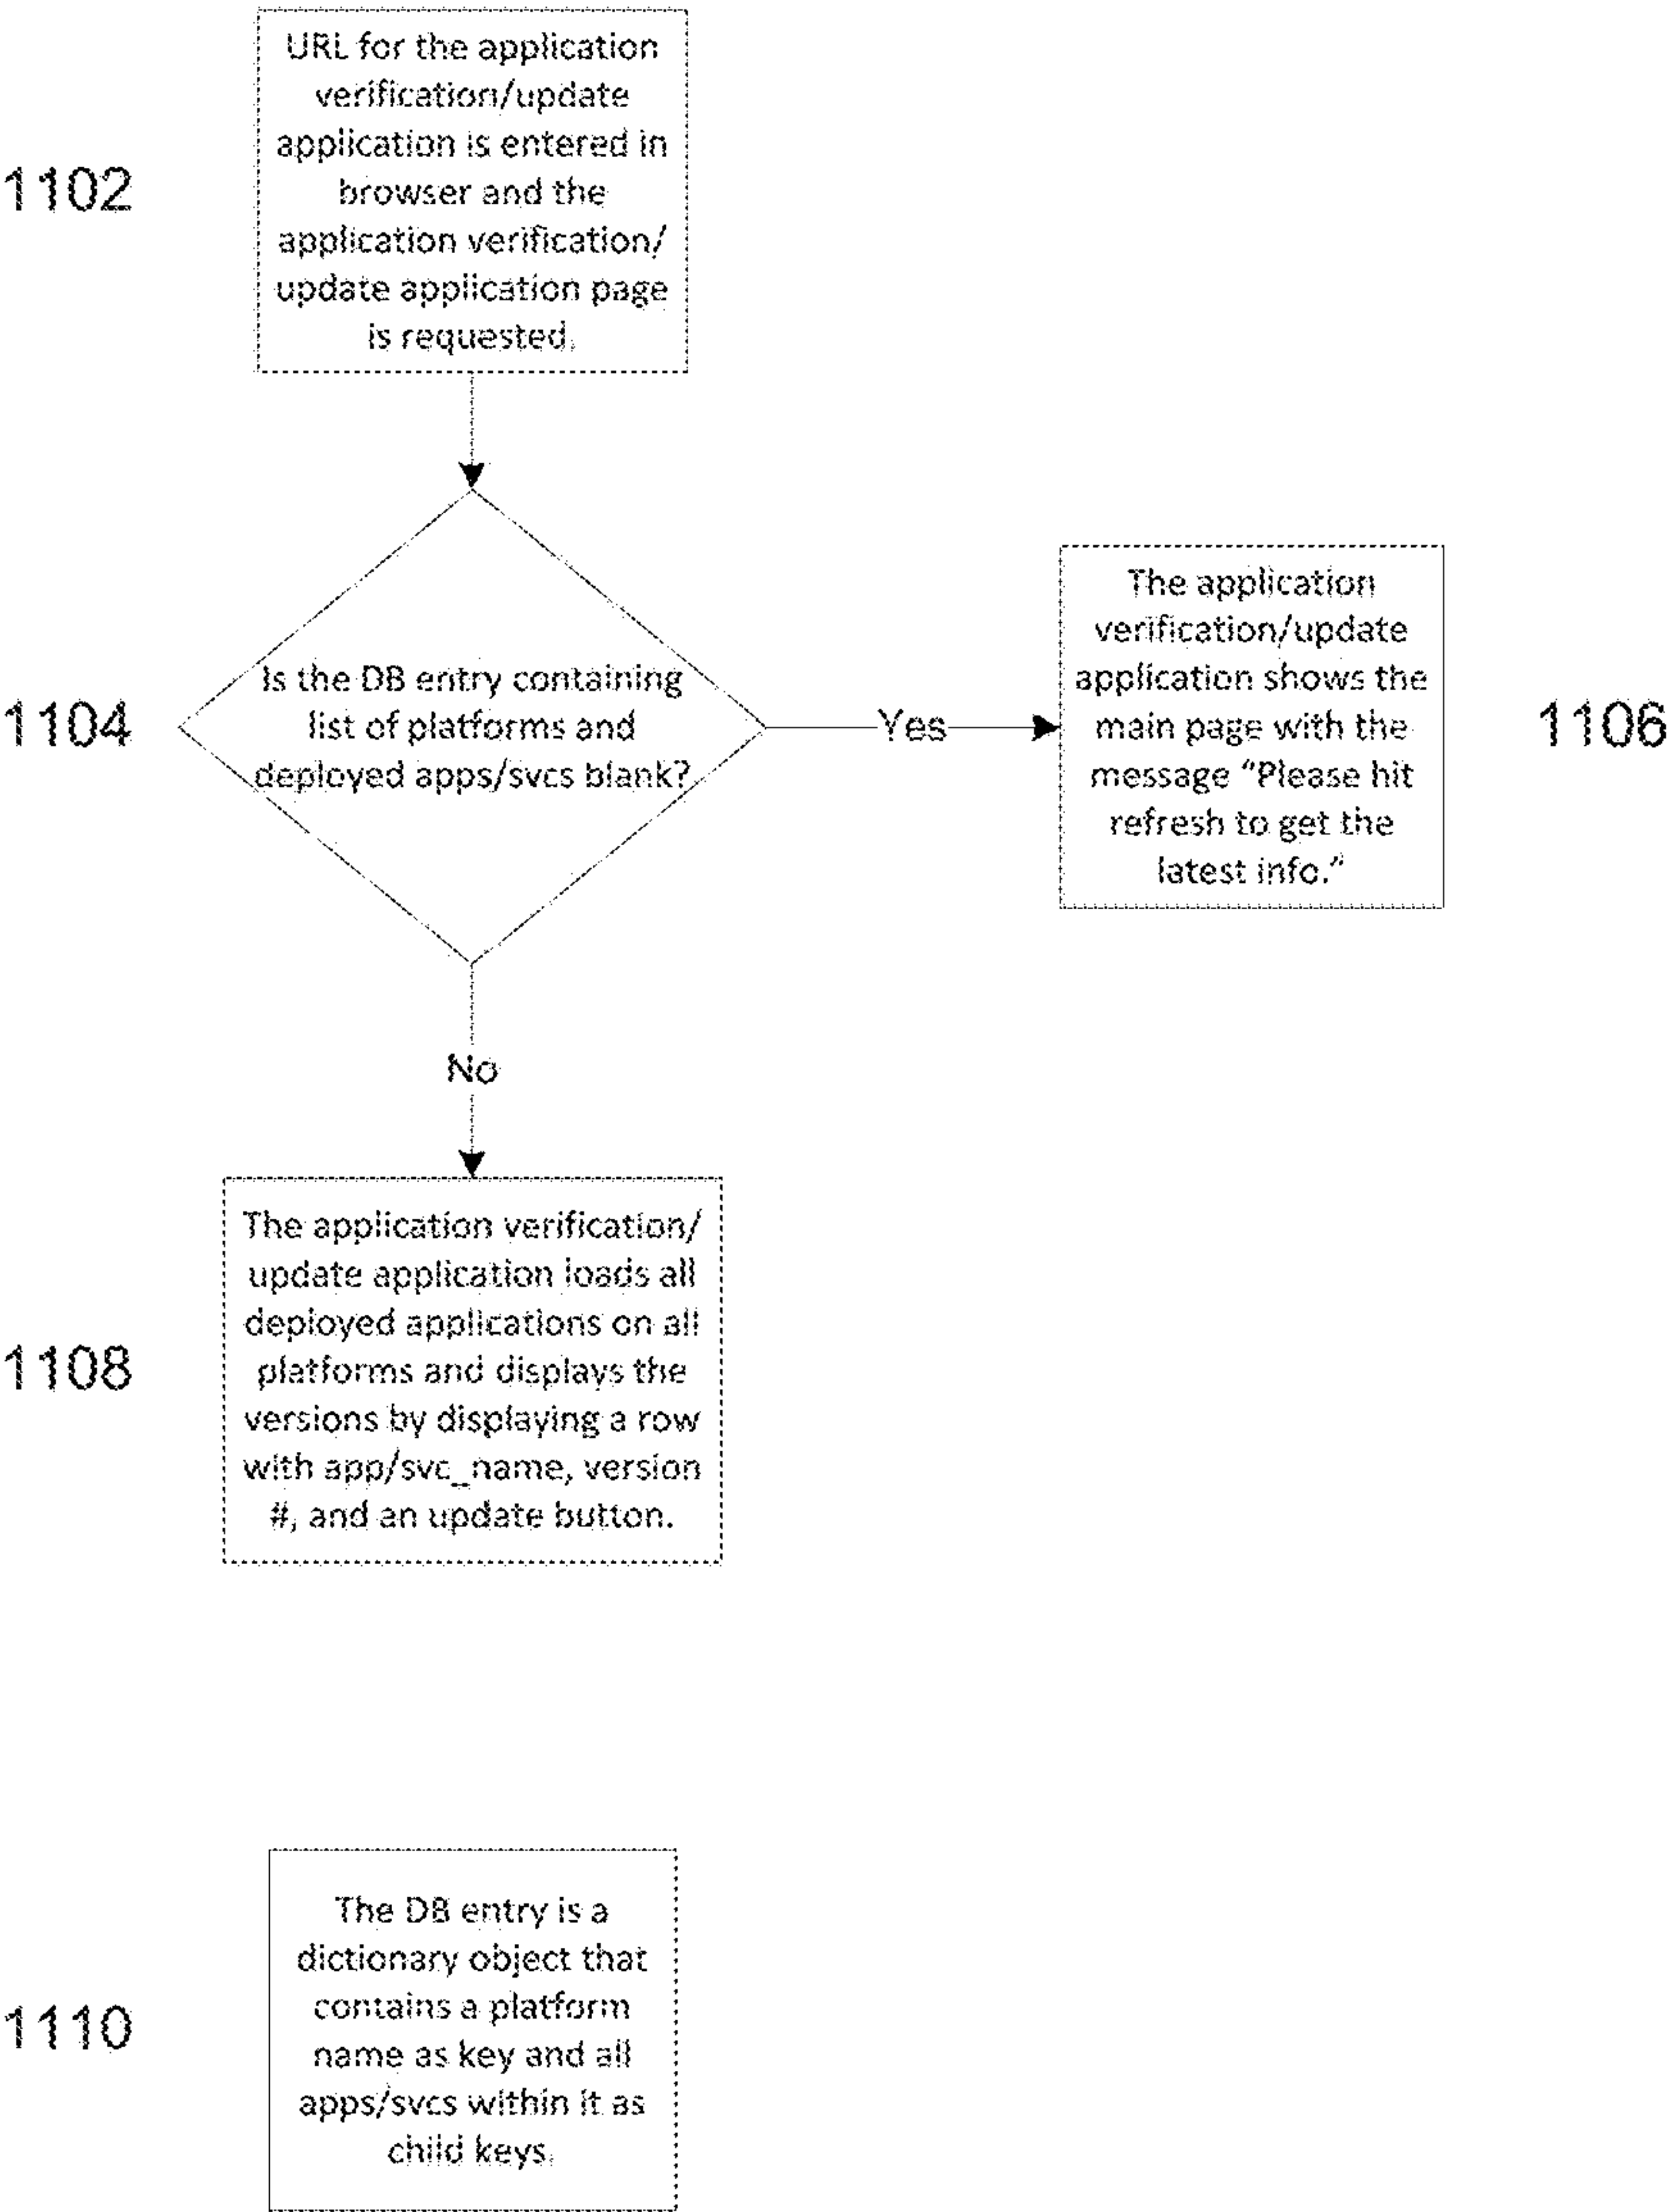 URL for the application
verification/update
application is entered in
browser and the
application verification/
update application page
is requested.
1102
Is the DB entry containing
list of platforms and
deployed apps/svcs blank?
1104
Yes
The application
verification/update
application shows the
main page with the
message “Please hit
refresh to get the
latest info.”
1106
No
The application verification/
update application loads all
deployed applications on all
platforms and displays the
versions by displaying a row
with app/svc_name, version
#, and an update button.
1108
The DB entry is a
dictionary object that
contains a platform
name as key and all
apps/svcs within it as
child keys.
1110